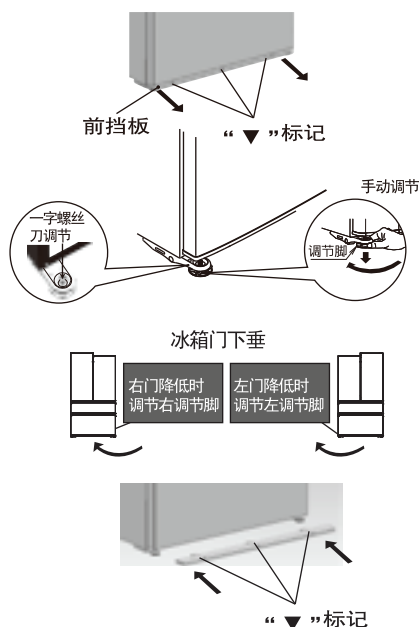 前挡板
“ ▼ ”标记
手动调节
一字螺丝
刀调节
调节脚
冰箱门下垂
右门降低时
调节右调节脚
左门降低时
调节左调节脚
“ ▼ ”标记